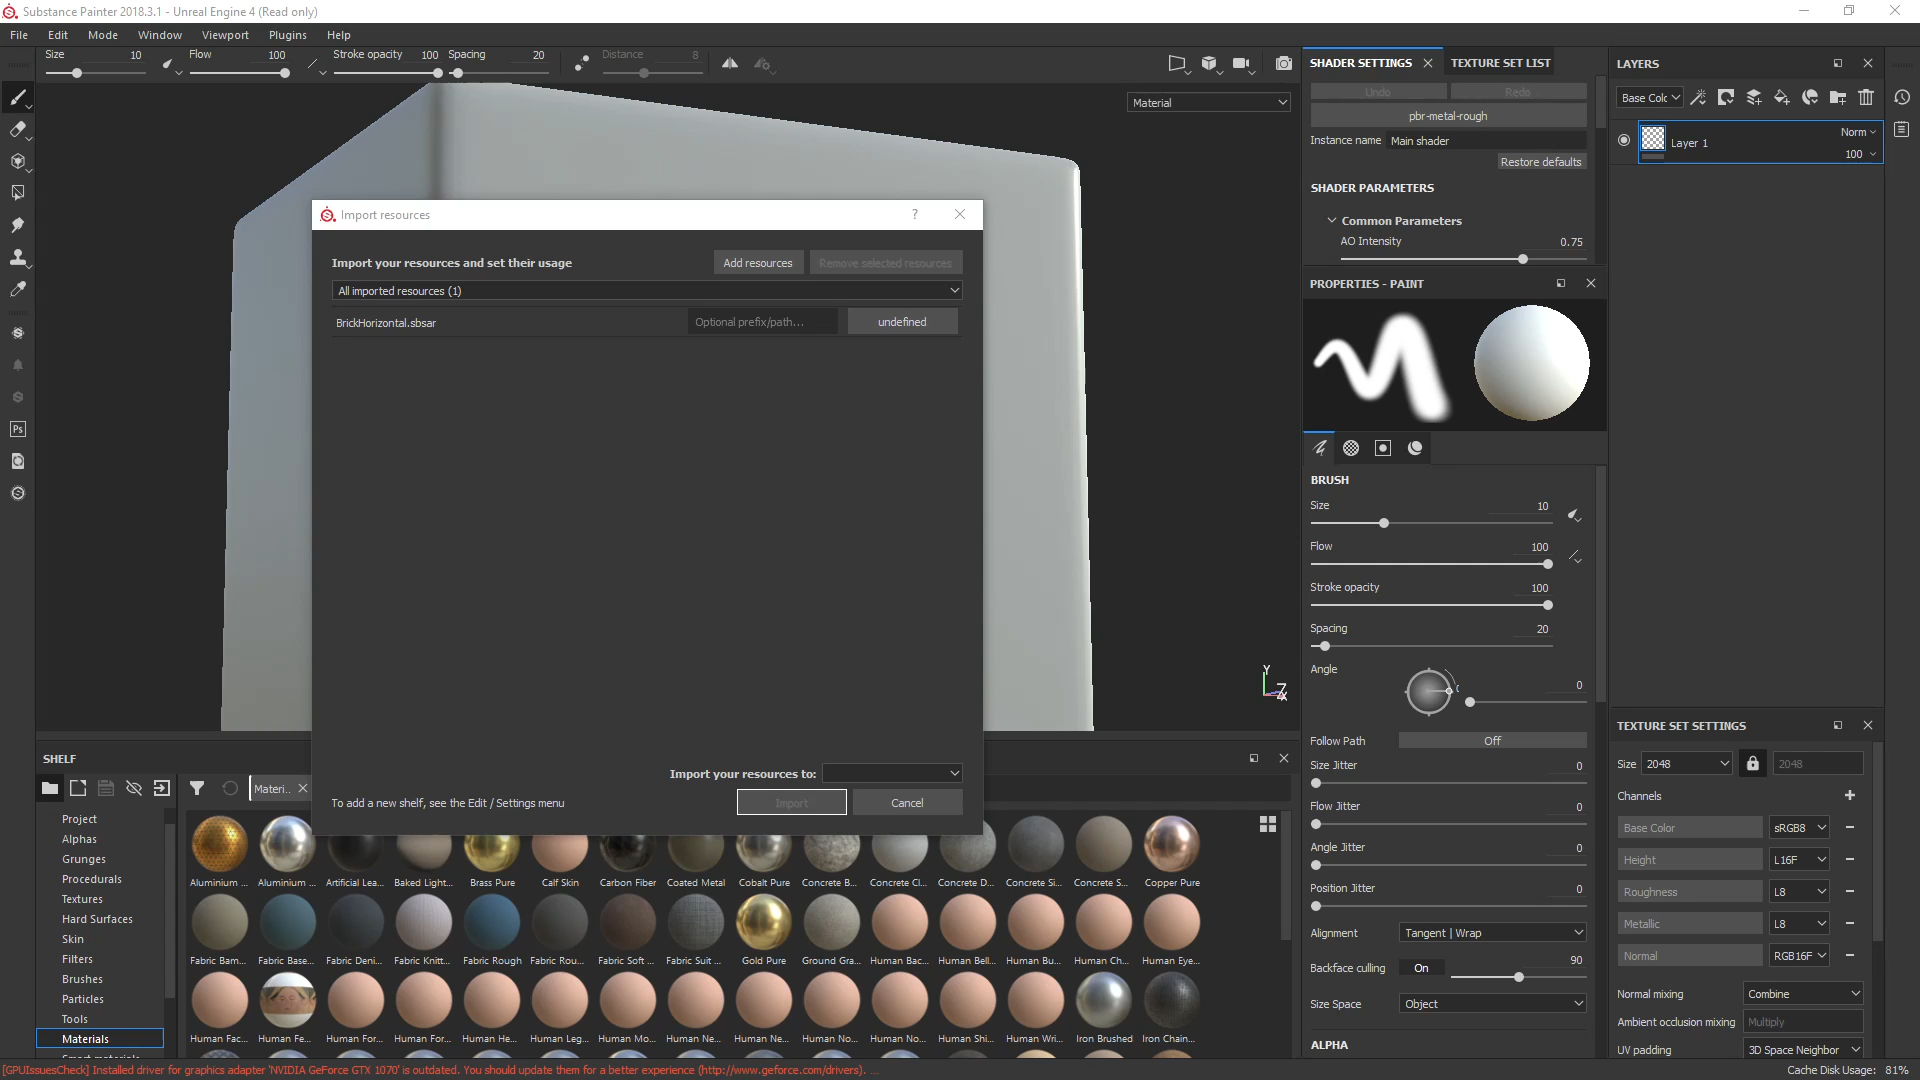 Substance Painter 2018.3.1 - Unreal Engine 4 (Read only)
File Edit Mode Window Viewport Plugins Help
Size 10 Flow 100 Stroke opacity 100 Spacing 20 Distance 8
Material
SHADER SETTINGS TEXTURE SET LIST
Undo Redo
pbr-metal-rough
Instance name Main shader
Restore defaults
SHADER PARAMETERS
Common Parameters
AO Intensity 0.75
LAYERS
Base Colc
Norm
Layer 1
100
Import resources ?
Import your resources and set their usage Add resources Remove selected resources
All imported resources (1)
BrickHorizontal.sbsar Optional prefix/path... undefined
Import your resources to:
To add a new shelf, see the Edit / Settings menu Import Cancel
PROPERTIES - PAINT
BRUSH
Size 10
Flow 100
Stroke opacity 100
Spacing 20
Angle 0
Follow Path Off
Size Jitter 0
Flow Jitter 0
Angle Jitter 0
Position Jitter 0
Alignment Tangent | Wrap
Backface culling On 90
Size Space Object
ALPHA
Ps
Y
Z
X
SHELF
Materi..
Project
Alphas
Grunges
Procedurals
Textures
Hard Surfaces
Skin
Filters
Brushes
Particles
Tools
Materials
Smart materials
Aluminium ... Aluminium ... Artificial Lea... Baked Light... Brass Pure Calf Skin Carbon Fiber Coated Metal Cobalt Pure Concrete B... Concrete Cl... Concrete D... Concrete Si... Concrete S... Copper Pure
Fabric Bam... Fabric Base... Fabric Deni... Fabric Knitt... Fabric Rough Fabric Rou... Fabric Soft ... Fabric Suit ... Gold Pure Ground Gra... Human Bac... Human Bell... Human Bu... Human Ch... Human Eye...
Human Fac... Human Fe... Human For... Human For... Human He... Human Leg... Human Mo... Human Ne... Human Ne... Human No... Human No... Human Shi... Human Wri... Iron Brushed Iron Chain...
TEXTURE SET SETTINGS
Size 2048 2048
Channels
Base Color sRGB8
Height L16F
Roughness L8
Metallic L8
Normal RGB16F
Normal mixing Combine
Ambient occlusion mixing Multiply
UV padding 3D Space Neighbor
[GPUIssuesCheck] Installed driver for graphics adapter 'NVIDIA GeForce GTX 1070' is outdated. You should update them for a better experience (http://www.geforce.com/drivers). ...
Cache Disk Usage: 81%